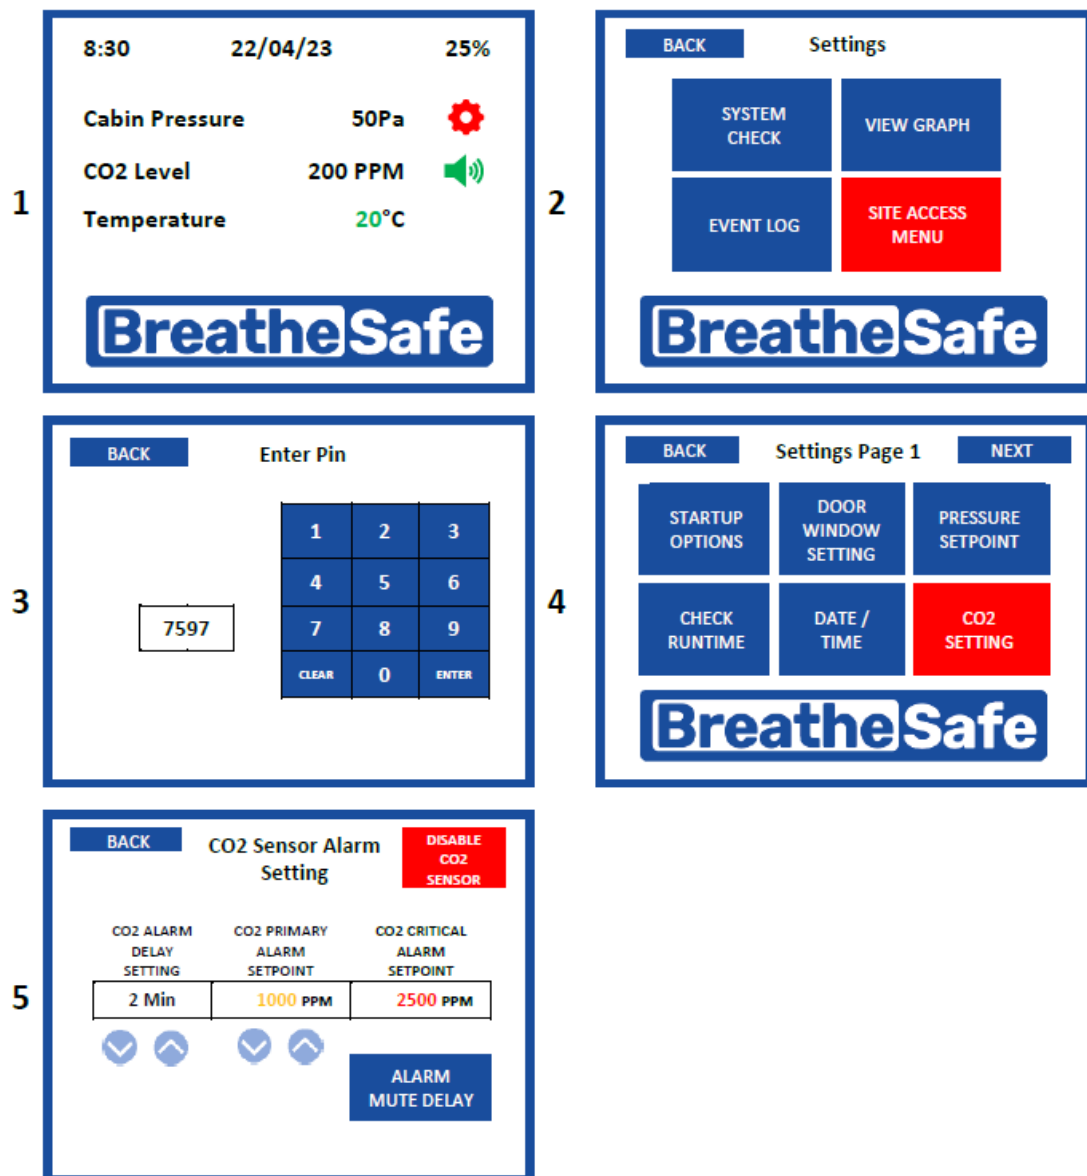 1
8:30 22/04/23 25%
Cabin Pressure 50Pa
CO2 Level 200 PPM
Temperature 20°C
BreatheSafe
2
BACK Settings
SYSTEM
CHECK
VIEW GRAPH
EVENT LOG
SITE ACCESS
MENU
BreatheSafe
3
BACK Enter Pin
7597
1 2 3
4 5 6
7 8 9
CLEAR 0 ENTER
4
BACK Settings Page 1 NEXT
STARTUP
OPTIONS
DOOR
WINDOW
SETTING
PRESSURE
SETPOINT
CHECK
RUNTIME
DATE /
TIME
CO2
SETTING
BreatheSafe
5
BACK
CO2 Sensor Alarm
Setting
DISABLE
CO2
SENSOR
CO2 ALARM
DELAY
SETTING
CO2 PRIMARY
ALARM
SETPOINT
CO2 CRITICAL
ALARM
SETPOINT
2 Min 1000 PPM 2500 PPM
ALARM
MUTE DELAY